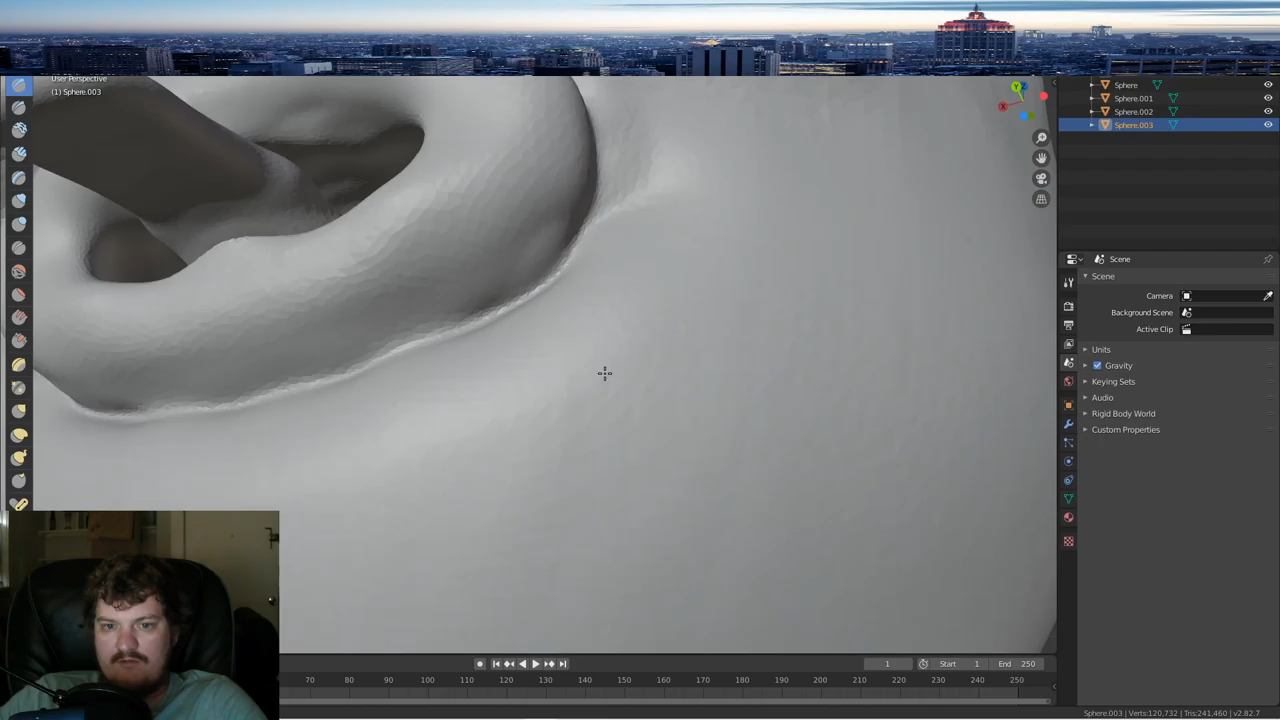 User Perspective
(1) Sphere.003
Y
Z
X
Sphere
Sphere.001
Sphere.002
Sphere.003
Scene
Scene
Camera
Background Scene
Active Clip
Units
Gravity
Keying Sets
Audio
Rigid Body World
Custom Properties
1
Start 1
End 250
70 80 90 100 110 120 130 140 150 160 170 180 190 200 210 220 230 240 250
Sphere.003 | Verts:120,732 | Tris:241,460 | v2.82.7